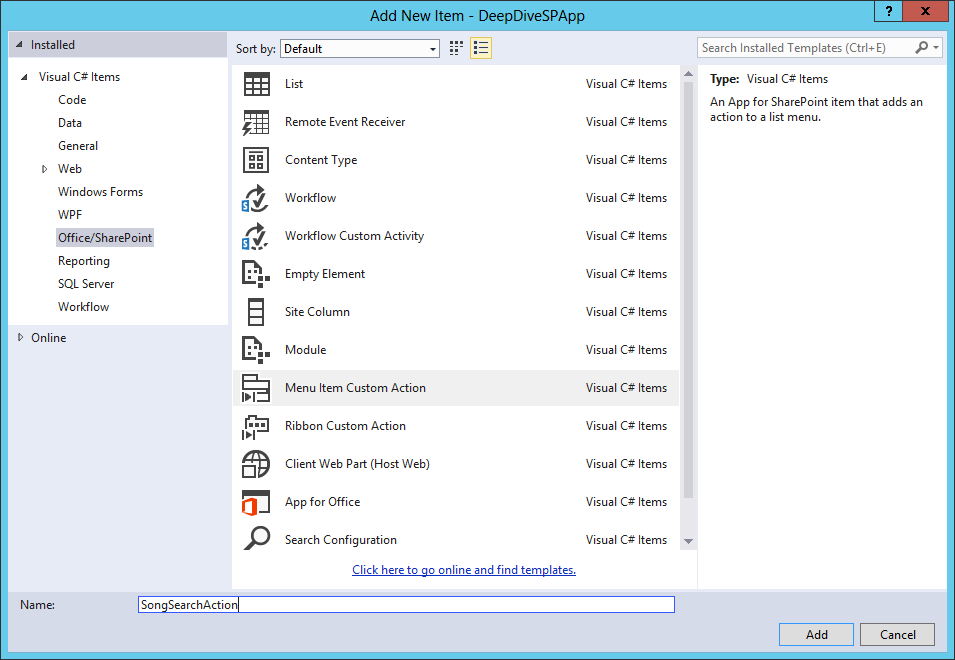 Add New Item - DeepDiveSPApp
?
x
Installed
Sort by: Default
Search Installed Templates (Ctrl+E)
Visual C# Items
Code
Data
General
Web
Windows Forms
WPF
Office/SharePoint
Reporting
SQL Server
Workflow
Online
List Visual C# Items
Remote Event Receiver Visual C# Items
Content Type Visual C# Items
Workflow Visual C# Items
Workflow Custom Activity Visual C# Items
Empty Element Visual C# Items
Site Column Visual C# Items
Module Visual C# Items
Menu Item Custom Action Visual C# Items
Ribbon Custom Action Visual C# Items
Client Web Part (Host Web) Visual C# Items
App for Office Visual C# Items
Search Configuration Visual C# Items
Click here to go online and find templates.
Type: Visual C# Items
An App for SharePoint item that adds an
action to a list menu.
Name: SongSearchAction
Add
Cancel